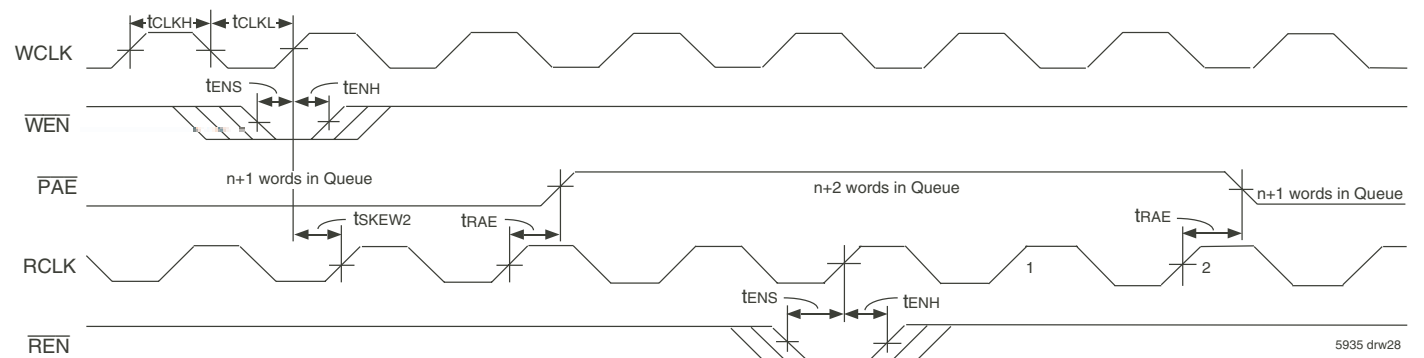 tCLKH tCLKL
WCLK
tENS tENH
WEN
n+1 words in Queue
PAE n+2 words in Queue n+1 words in Queue
tSKEW2 tRAE tRAE
RCLK 1 2
tENS tENH
REN
5935 drw28